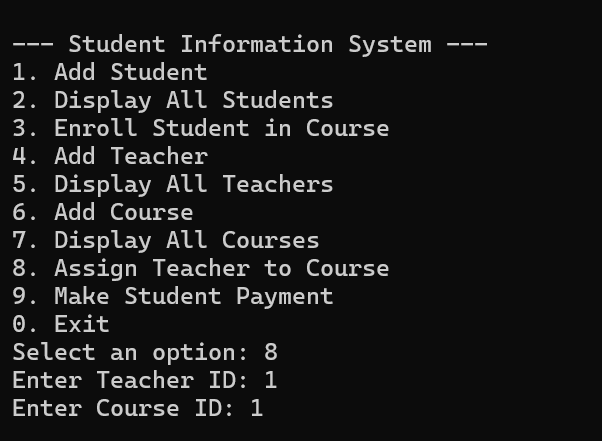 --- Student Information System ---
1. Add Student
2. Display All Students
3. Enroll Student in Course
4. Add Teacher
5. Display All Teachers
6. Add Course
7. Display All Courses
8. Assign Teacher to Course
9. Make Student Payment
0. Exit
Select an option: 8
Enter Teacher ID: 1
Enter Course ID: 1